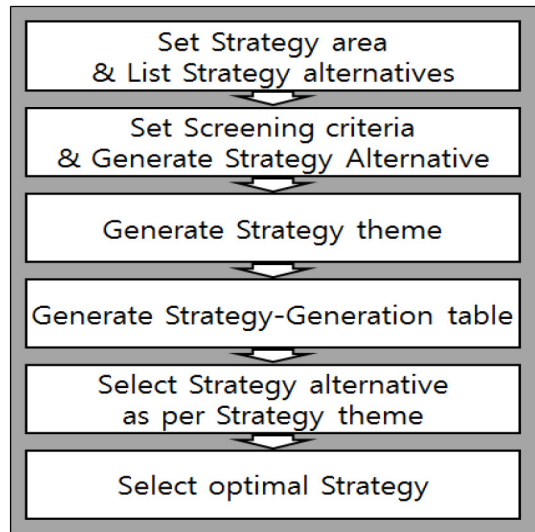 Set Strategy area
& List Strategy alternatives
Set Screening criteria
& Generate Strategy Alternative
Generate Strategy theme
Generate Strategy-Generation table
Select Strategy alternative
as per Strategy theme
Select optimal Strategy